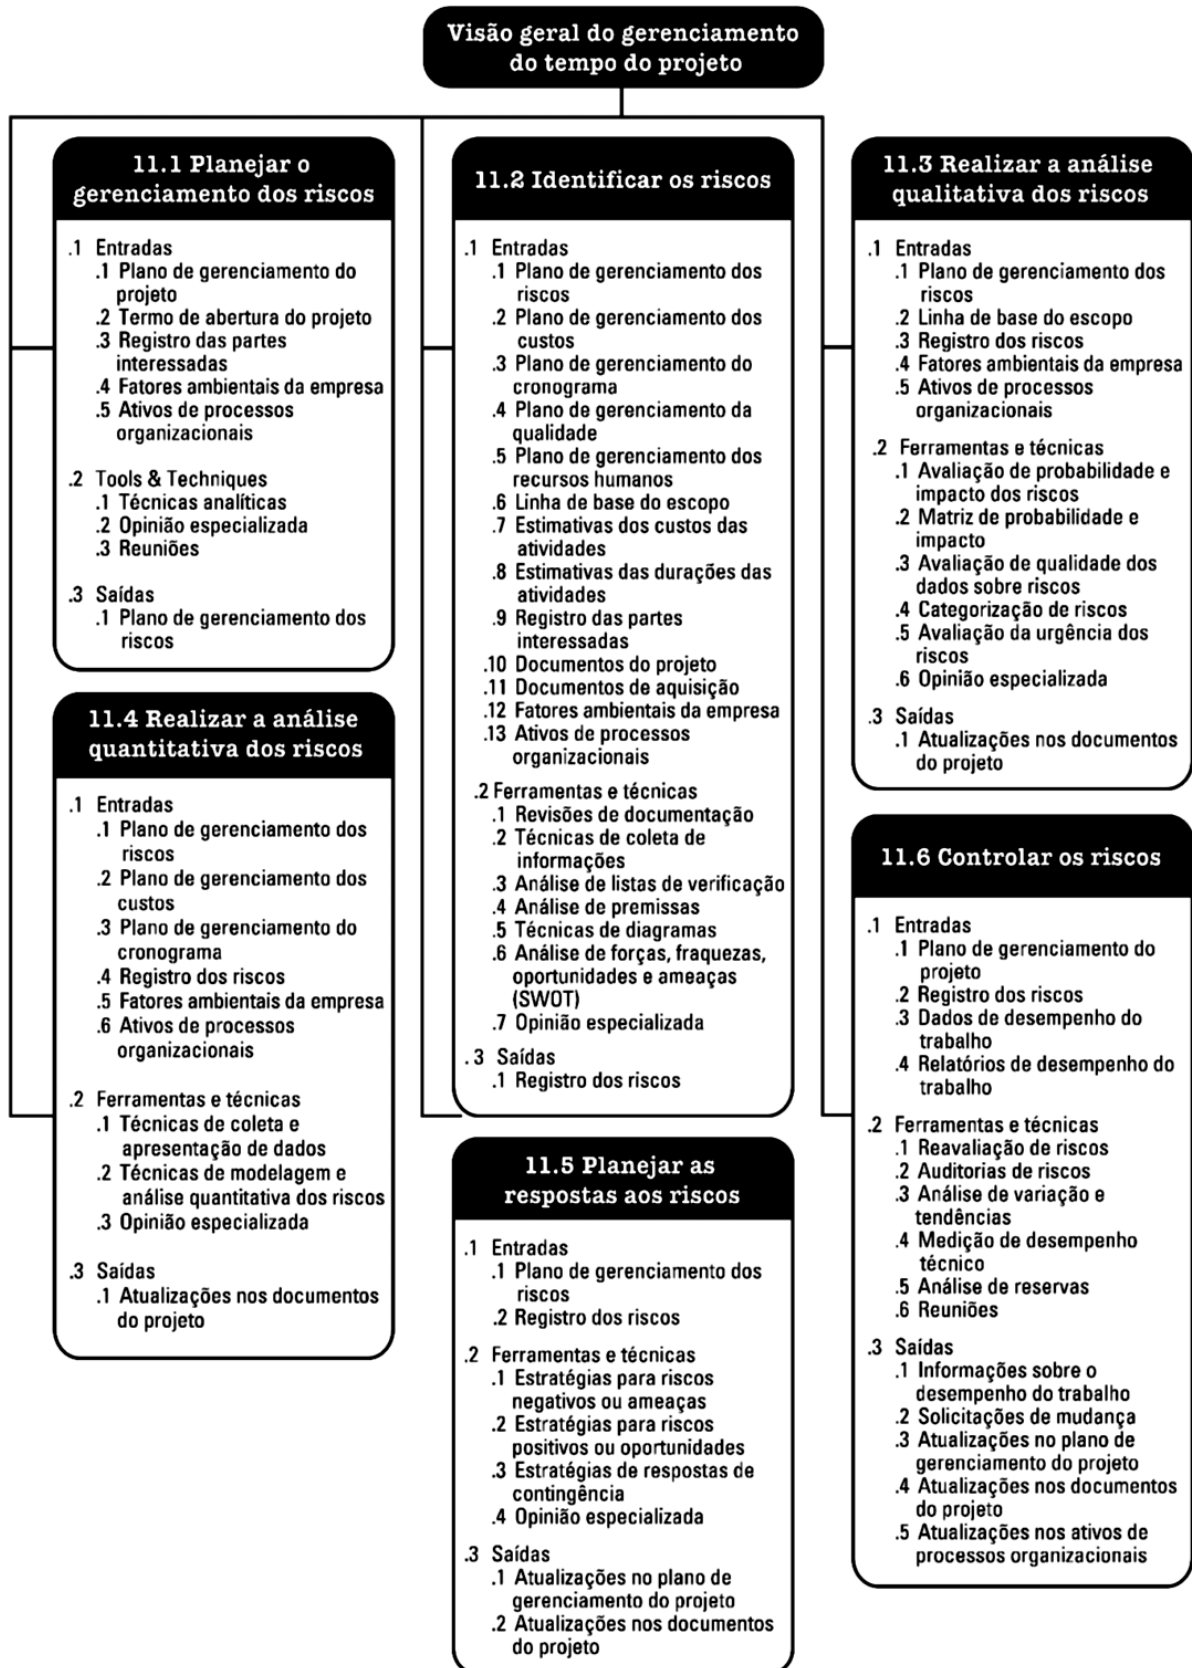 Visão geral do gerenciamento
do tempo do projeto
11.1 Planejar o
gerenciamento dos riscos
.1 Entradas
.1 Plano de gerenciamento do
projeto
.2 Termo de abertura do projeto
.3 Registro das partes
interessadas
.4 Fatores ambientais da empresa
.5 Ativos de processos
organizacionais
.2 Tools & Techniques
.1 Técnicas analíticas
.2 Opinião especializada
.3 Reuniões
.3 Saídas
.1 Plano de gerenciamento dos
riscos
11.2 Identificar os riscos
.1 Entradas
.1 Plano de gerenciamento dos
riscos
.2 Plano de gerenciamento dos
custos
.3 Plano de gerenciamento do
cronograma
.4 Plano de gerenciamento da
qualidade
.5 Plano de gerenciamento dos
recursos humanos
.6 Linha de base do escopo
.7 Estimativas dos custos das
atividades
.8 Estimativas das durações das
atividades
.9 Registro das partes
interessadas
.10 Documentos do projeto
.11 Documentos de aquisição
.12 Fatores ambientais da empresa
.13 Ativos de processos
organizacionais
.2 Ferramentas e técnicas
.1 Revisões de documentação
.2 Técnicas de coleta de
informações
.3 Análise de listas de verificação
.4 Análise de premissas
.5 Técnicas de diagramas
.6 Análise de forças, fraquezas,
oportunidades e ameaças
(SWOT)
.7 Opinião especializada
.3 Saídas
.1 Registro dos riscos
11.3 Realizar a análise
qualitativa dos riscos
.1 Entradas
.1 Plano de gerenciamento dos
riscos
.2 Linha de base do escopo
.3 Registro dos riscos
.4 Fatores ambientais da empresa
.5 Ativos de processos
organizacionais
.2 Ferramentas e técnicas
.1 Avaliação de probabilidade e
impacto dos riscos
.2 Matriz de probabilidade e
impacto
.3 Avaliação de qualidade dos
dados sobre riscos
.4 Categorização de riscos
.5 Avaliação da urgência dos
riscos
.6 Opinião especializada
.3 Saídas
.1 Atualizações nos documentos
do projeto
11.4 Realizar a análise
quantitativa dos riscos
.1 Entradas
.1 Plano de gerenciamento dos
riscos
.2 Plano de gerenciamento dos
custos
.3 Plano de gerenciamento do
cronograma
.4 Registro dos riscos
.5 Fatores ambientais da empresa
.6 Ativos de processos
organizacionais
.2 Ferramentas e técnicas
.1 Técnicas de coleta e
apresentação de dados
.2 Técnicas de modelagem e
análise quantitativa dos riscos
.3 Opinião especializada
.3 Saídas
.1 Atualizações nos documentos
do projeto
11.5 Planejar as
respostas aos riscos
.1 Entradas
.1 Plano de gerenciamento dos
riscos
.2 Registro dos riscos
.2 Ferramentas e técnicas
.1 Estratégias para riscos
negativos ou ameaças
.2 Estratégias para riscos
positivos ou oportunidades
.3 Estratégias de respostas de
contingência
.4 Opinião especializada
.3 Saídas
.1 Atualizações no plano de
gerenciamento do projeto
.2 Atualizações nos documentos
do projeto
11.6 Controlar os riscos
.1 Entradas
.1 Plano de gerenciamento do
projeto
.2 Registro dos riscos
.3 Dados de desempenho do
trabalho
.4 Relatórios de desempenho do
trabalho
.2 Ferramentas e técnicas
.1 Reavaliação de riscos
.2 Auditorias de riscos
.3 Análise de variação e
tendências
.4 Medição de desempenho
técnico
.5 Análise de reservas
.6 Reuniões
.3 Saídas
.1 Informações sobre o
desempenho do trabalho
.2 Solicitações de mudança
.3 Atualizações no plano de
gerenciamento do projeto
.4 Atualizações nos documentos
do projeto
.5 Atualizações nos ativos de
processos organizacionais